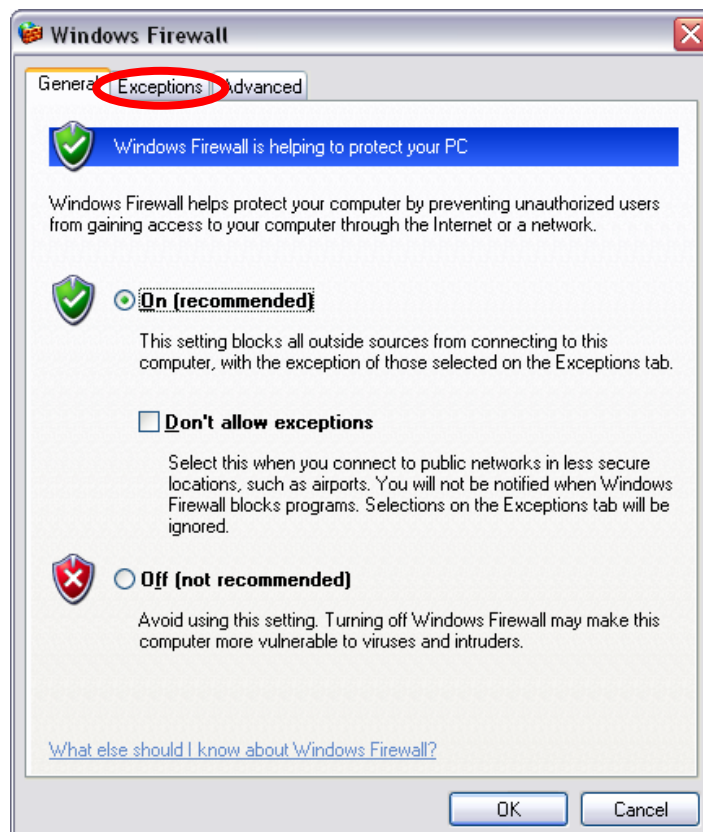 Windows Firewall
General Exceptions Advanced
Windows Firewall is helping to protect your PC
Windows Firewall helps protect your computer by preventing unauthorized users
from gaining access to your computer through the Internet or a network.
On (recommended)
This setting blocks all outside sources from connecting to this
computer, with the exception of those selected on the Exceptions tab.
Don't allow exceptions
Select this when you connect to public networks in less secure
locations, such as airports. You will not be notified when Windows
Firewall blocks programs. Selections on the Exceptions tab will be
ignored.
Off (not recommended)
Avoid using this setting. Turning off Windows Firewall may make this
computer more vulnerable to viruses and intruders.
What else should I know about Windows Firewall?
OK Cancel